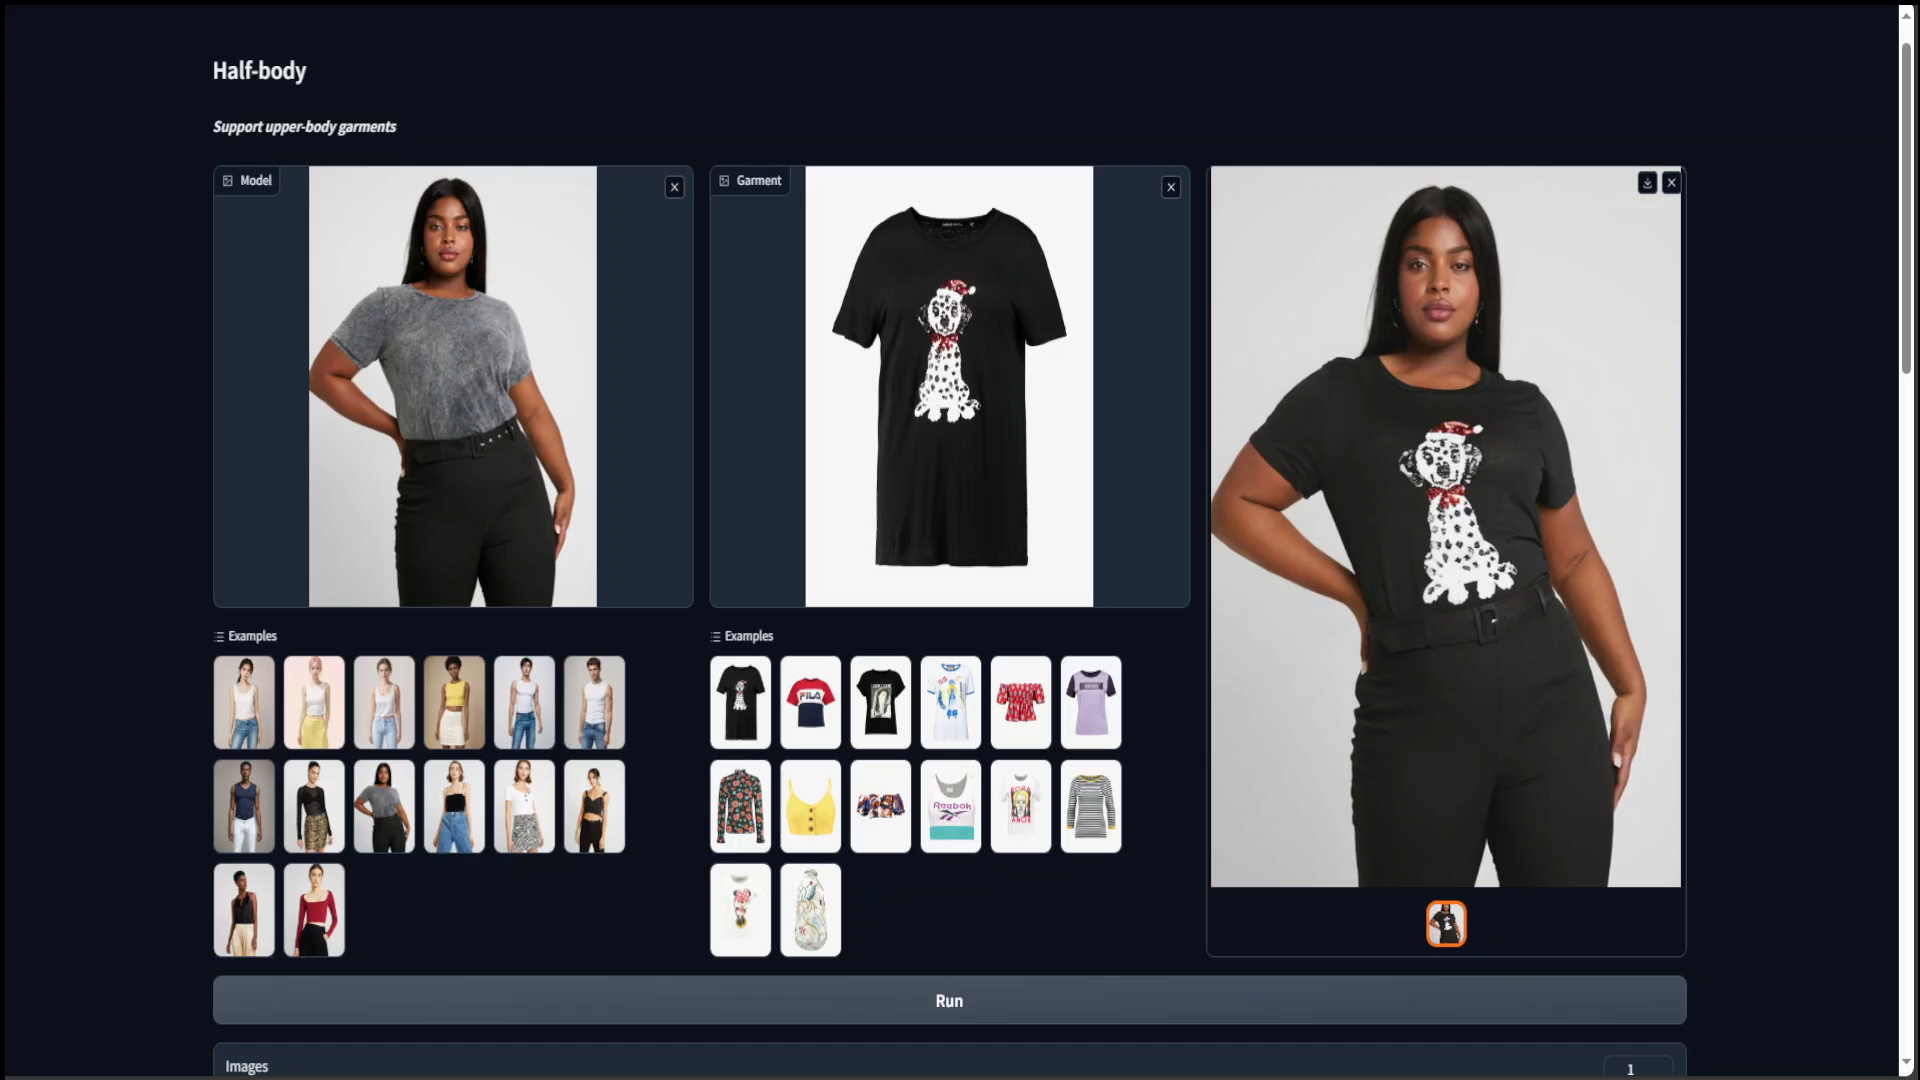 Half-body
Support upper-body garments
Model
Garment
Examples
Examples
FILA
Reebok
Run
Images
1